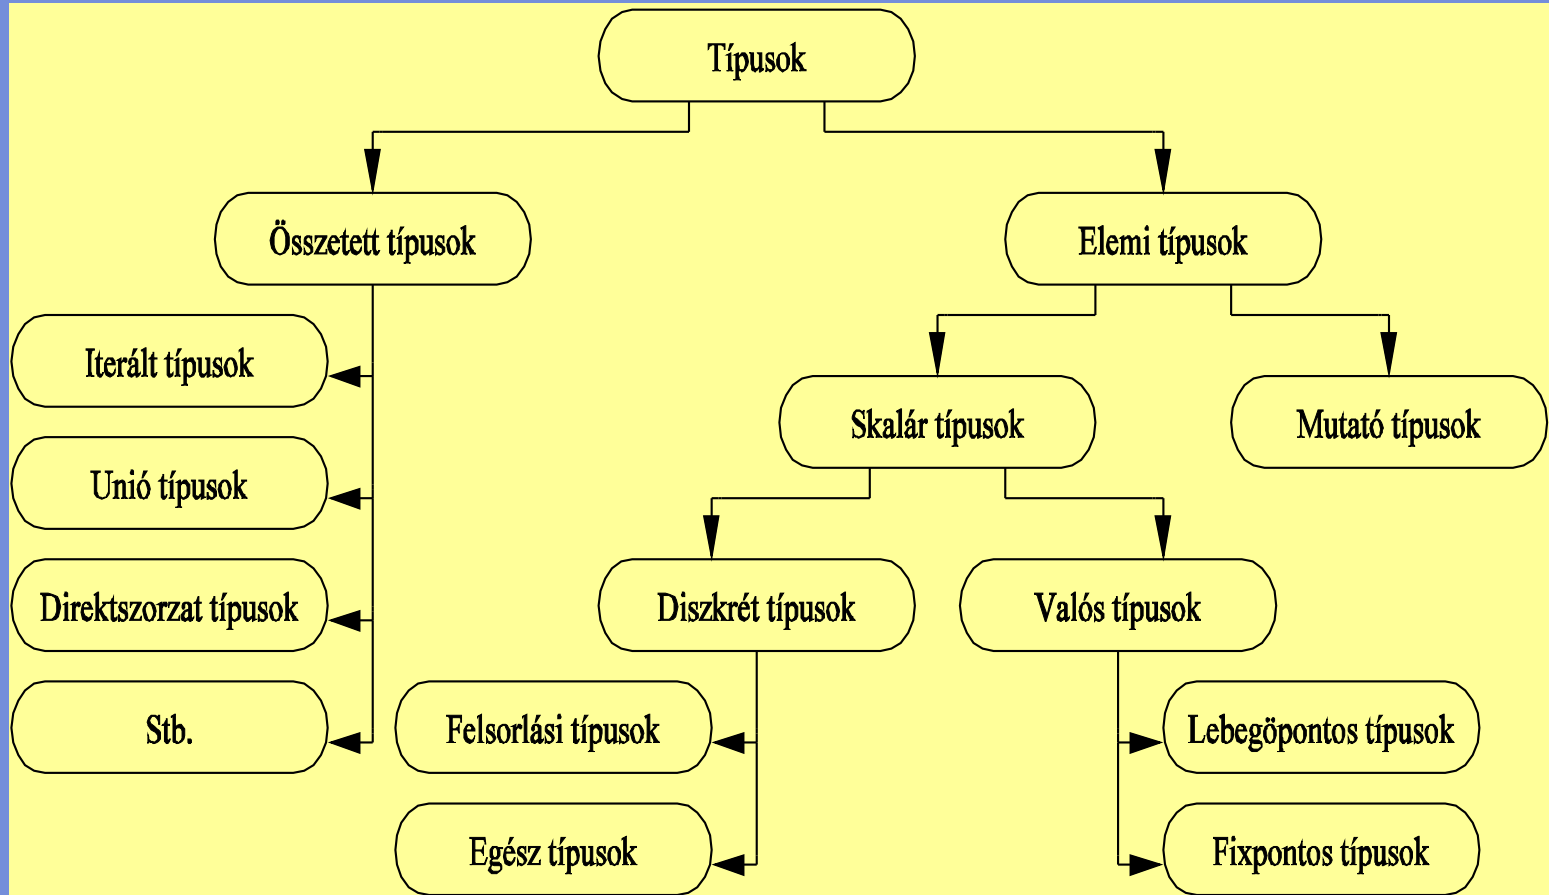 Típusok
Összetett típusok
Elemi típusok
Iterált típusok
Skalár típusok
Mutató típusok
Unió típusok
Direktszorzat típusok
Diszkrét típusok
Valós típusok
Stb.
Felsorlási típusok
Lebegöpontos típusok
Egész típusok
Fixpontos típusok